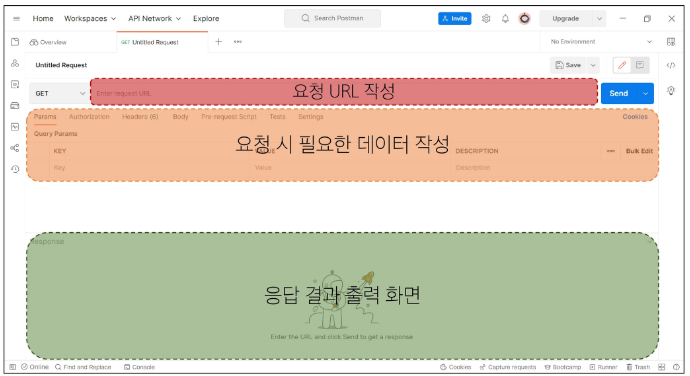 Home Workspaces API Network Explore Search Postman Invite Upgrade
Overview GET Untitled Request + No Environment
Untitled Request Save
GET Enter request URL 요청 URL 작성 Send
Params Authorization Headers (6) Body Pre-request Script Tests Settings Cookies
Query Params
요청 시 필요한 데이터 작성
KEY VALUE DESCRIPTION Bulk Edit
Key Value Description
Response
응답 결과 출력 화면
Enter the URL and click Send to get a response
Online Find and Replace Console Cookies Capture requests Bootcamp Runner Trash